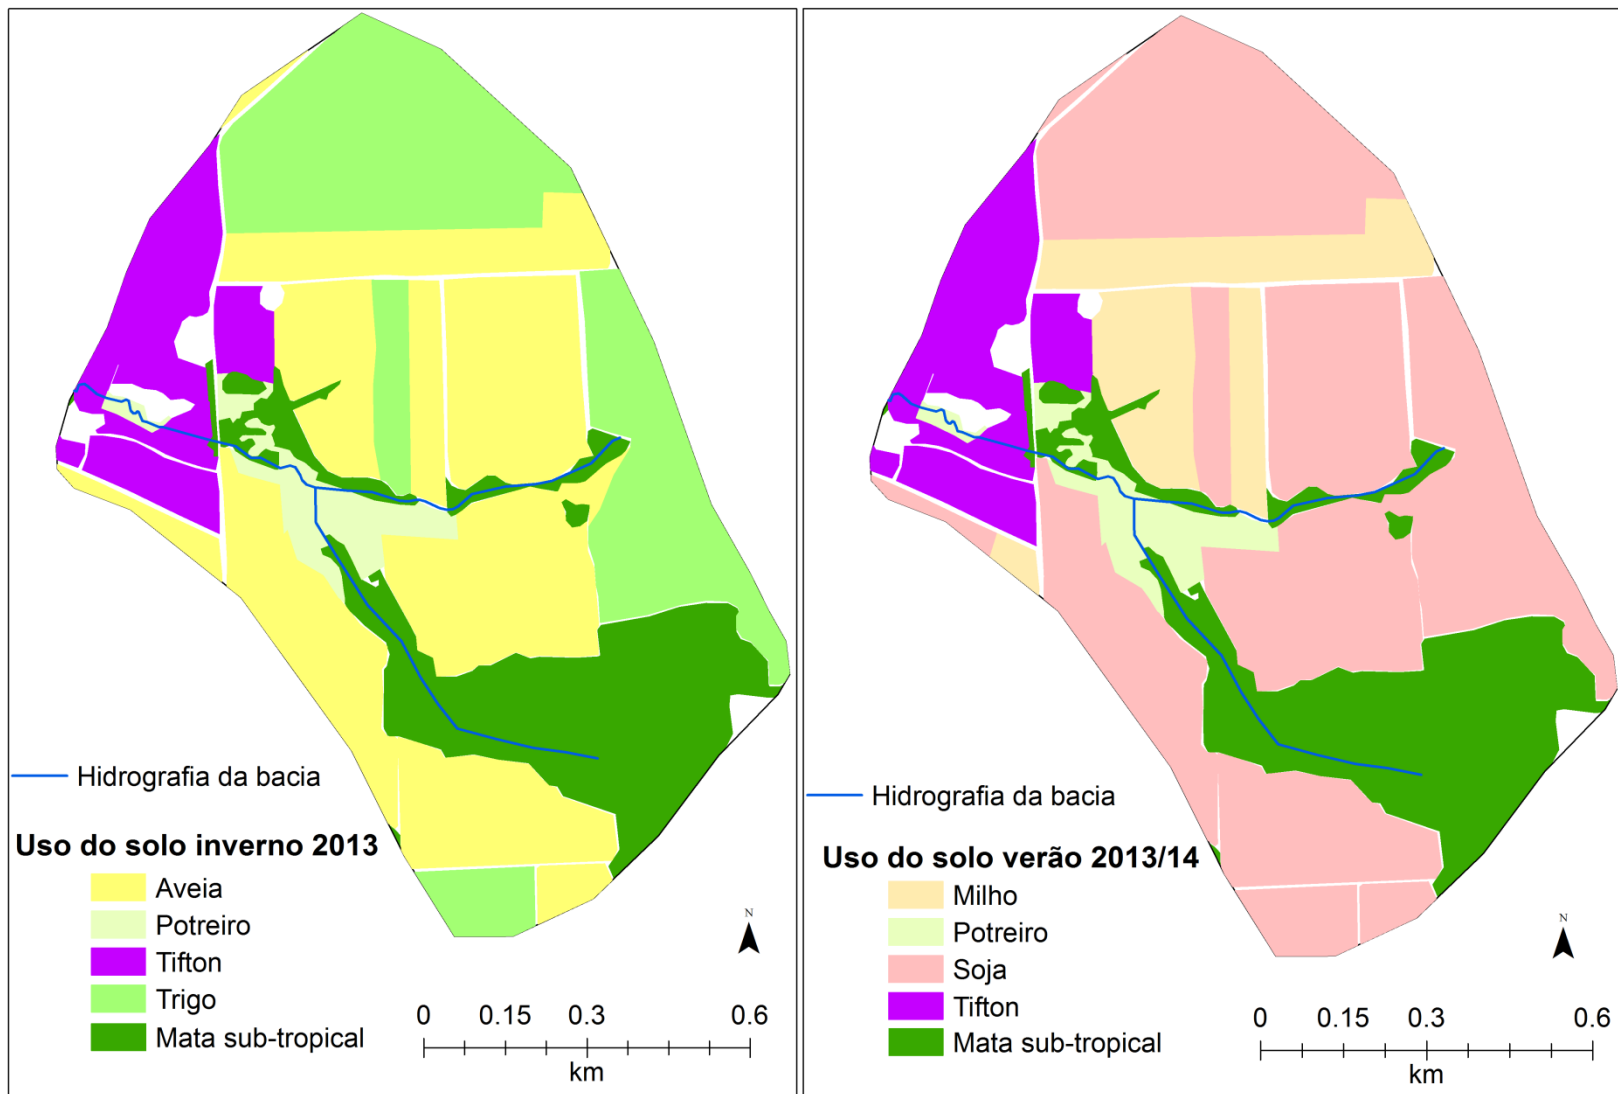 Hidrografia da bacia
Uso do solo inverno 2013
Aveia
Potreiro
Tifton
Trigo
Mata sub-tropical
N
0 0.15 0.3 0.6
km
Hidrografia da bacia
Uso do solo verão 2013/14
Milho
Potreiro
Soja
Tifton
Mata sub-tropical
N
0 0.15 0.3 0.6
km